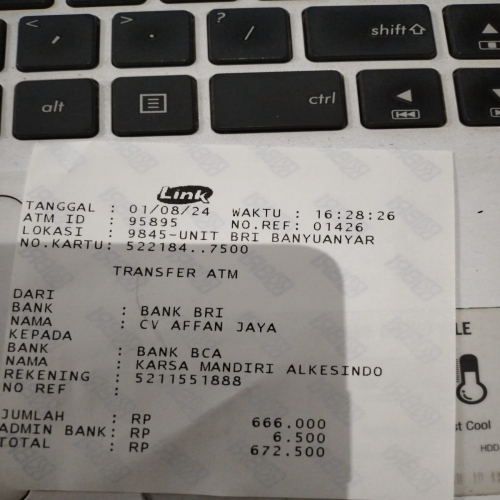 <
,
>
.
?
/
shift
alt
ctrl
Link
TANGGAL : 01/08/24 WAKTU : 16:28:26
ATM ID : 95895 NO.REF: 01426
LOKASI : 9845-UNIT BRI BANYUANYAR
NO.KARTU: 522184..7500
TRANSFER ATM
DARI
BANK : BANK BRI
NAMA : CV AFFAN JAYA
KEPADA
BANK : BANK BCA
NAMA : KARSA MANDIRI ALKESINDO
REKENING : 5211551888
NO REF :
JUMLAH : RP 666.000
ADMIN BANK: RP 6.500
TOTAL : RP 672.500
LE
st Cool
HDD